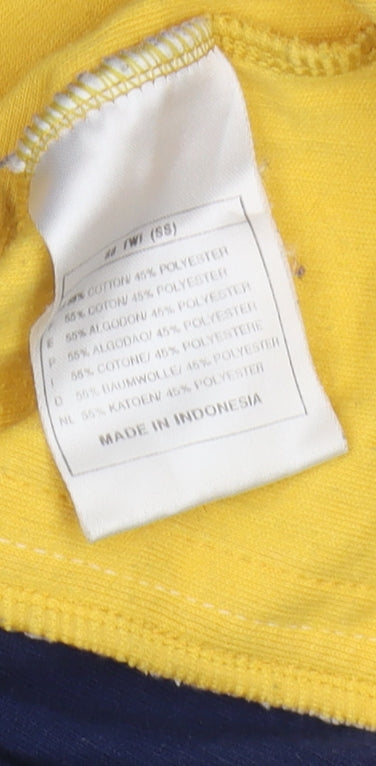 TWI (SS)
COTTON/ 45% POLYESTER
55% COTON/ 45% POLYESTER
E 55% ALGODON/ 45% POLYESTER
P 55% ALGODAO/ 45% POLYESTER
I 55% COTONE/ 45% POLYESTERE
D 55% BAUMWOLLE/ 45% POLYESTER
NL 55% KATOEN/ 45% POLYESTER
MADE IN INDONESIA